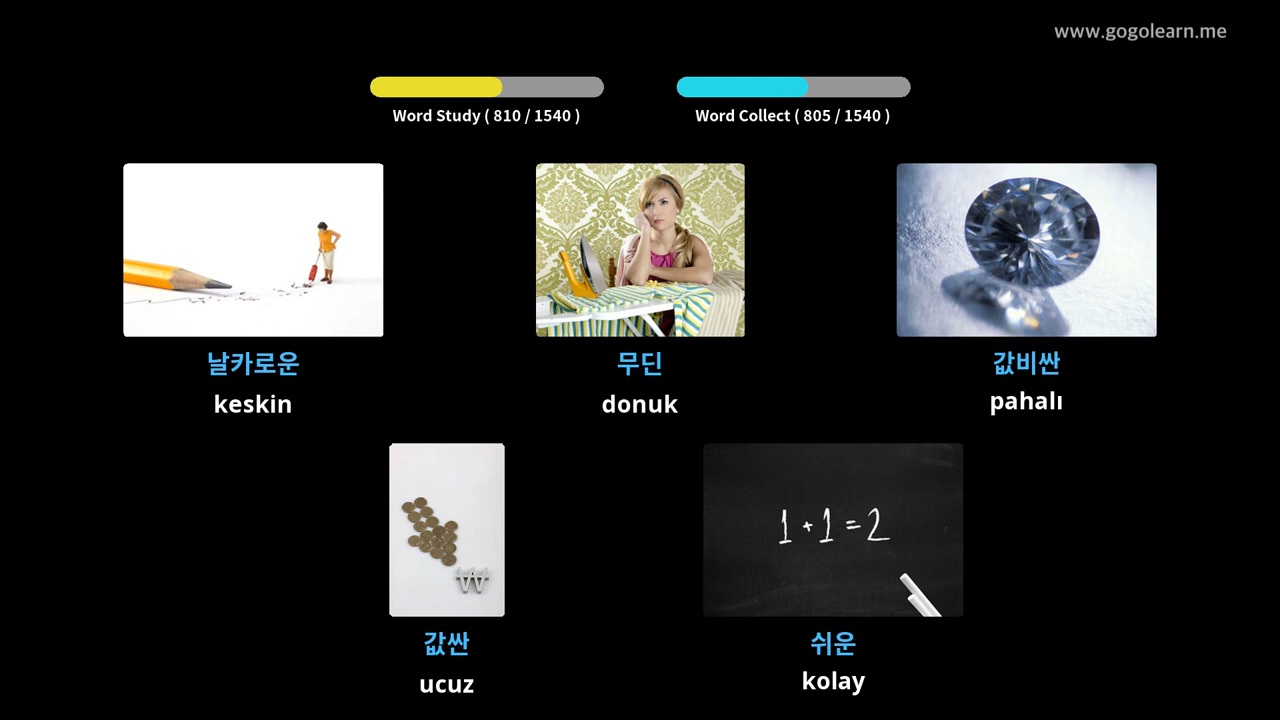 www.gogolearn.me
Word Study ( 810 / 1540 )
Word Collect ( 805 / 1540 )
날카로운
keskin
무딘
donuk
값비싼
pahalı
1 + 1 = 2
₩
값싼
ucuz
쉬운
kolay